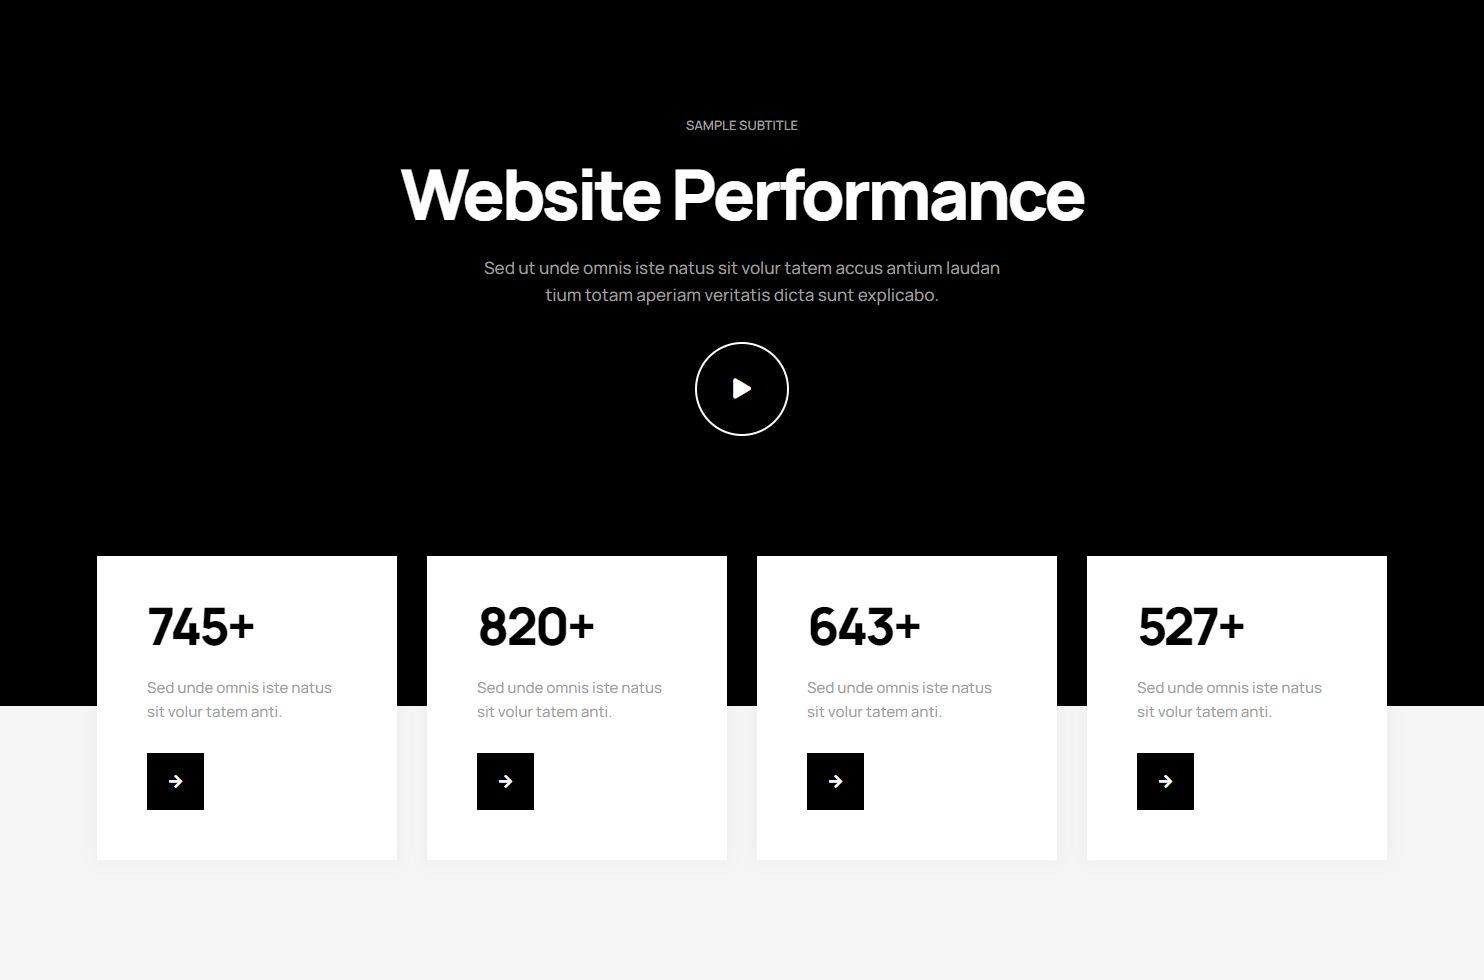 SAMPLE SUBTITLE
Website Performance
Sed ut unde omnis iste natus sit volur tatem accus antium laudan
tium totam aperiam veritatis dicta sunt explicabo.
745+
Sed unde omnis iste natus
sit volur tatem anti.
820+
Sed unde omnis iste natus
sit volur tatem anti.
643+
Sed unde omnis iste natus
sit volur tatem anti.
527+
Sed unde omnis iste natus
sit volur tatem anti.